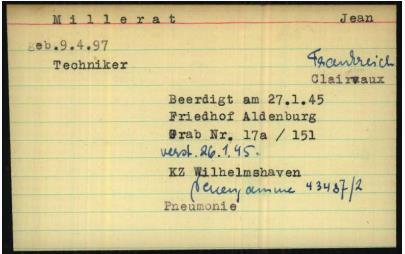 Millerat Jean
geb.9.4.97
Techniker Frankreich
Clairvaux
Beerdigt am 27.1.45
Friedhof Aldenburg
Grab Nr. 17a / 151
verst. 26.1.45.
KZ Wilhelmshaven
Neuengamme 43487/2
Pneumonie